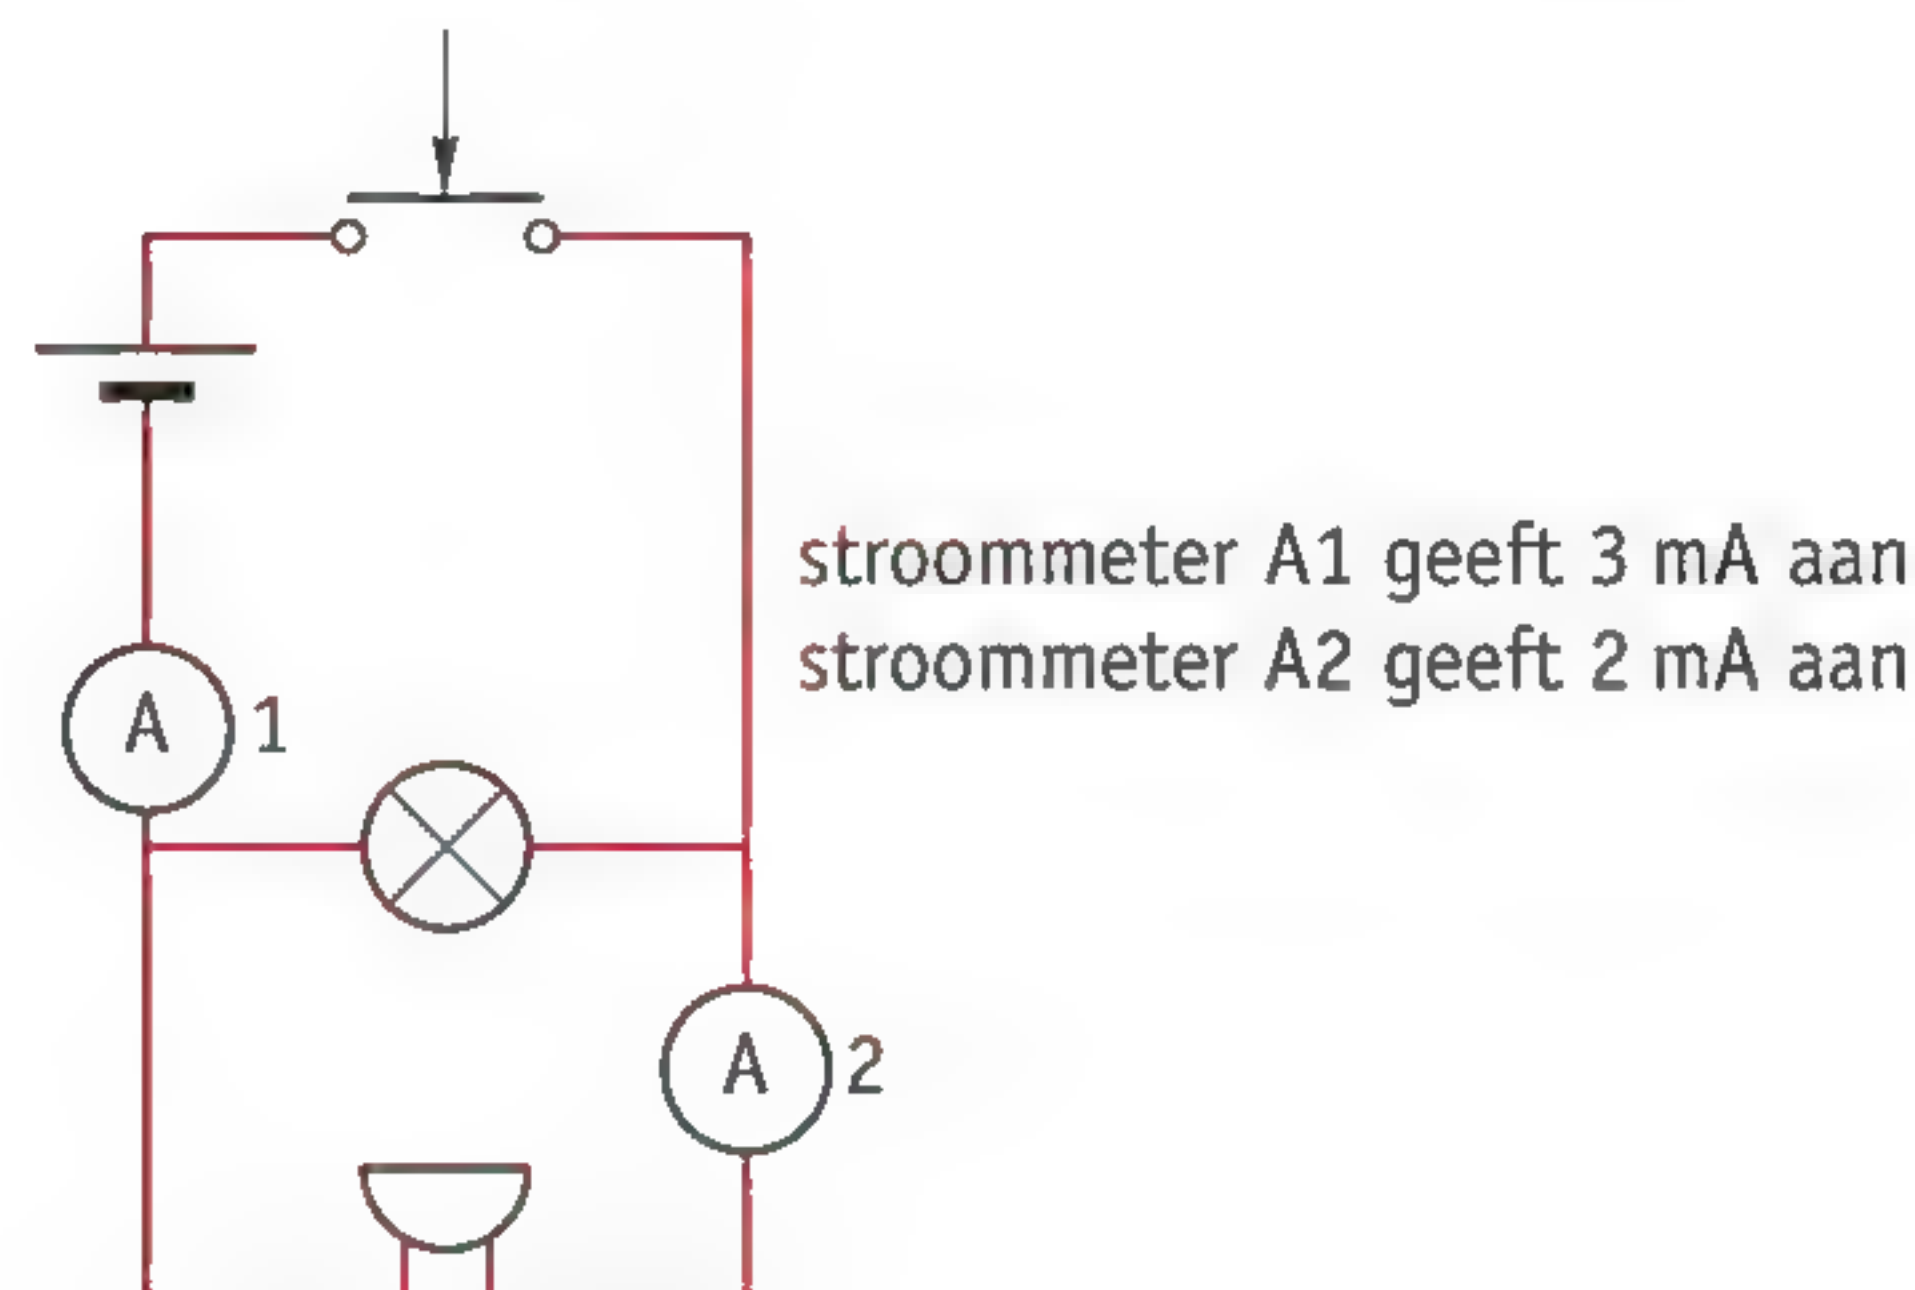 stroommeter A1 geeft 3 mA aan
stroommeter A2 geeft 2 mA aan
A 1
A 2